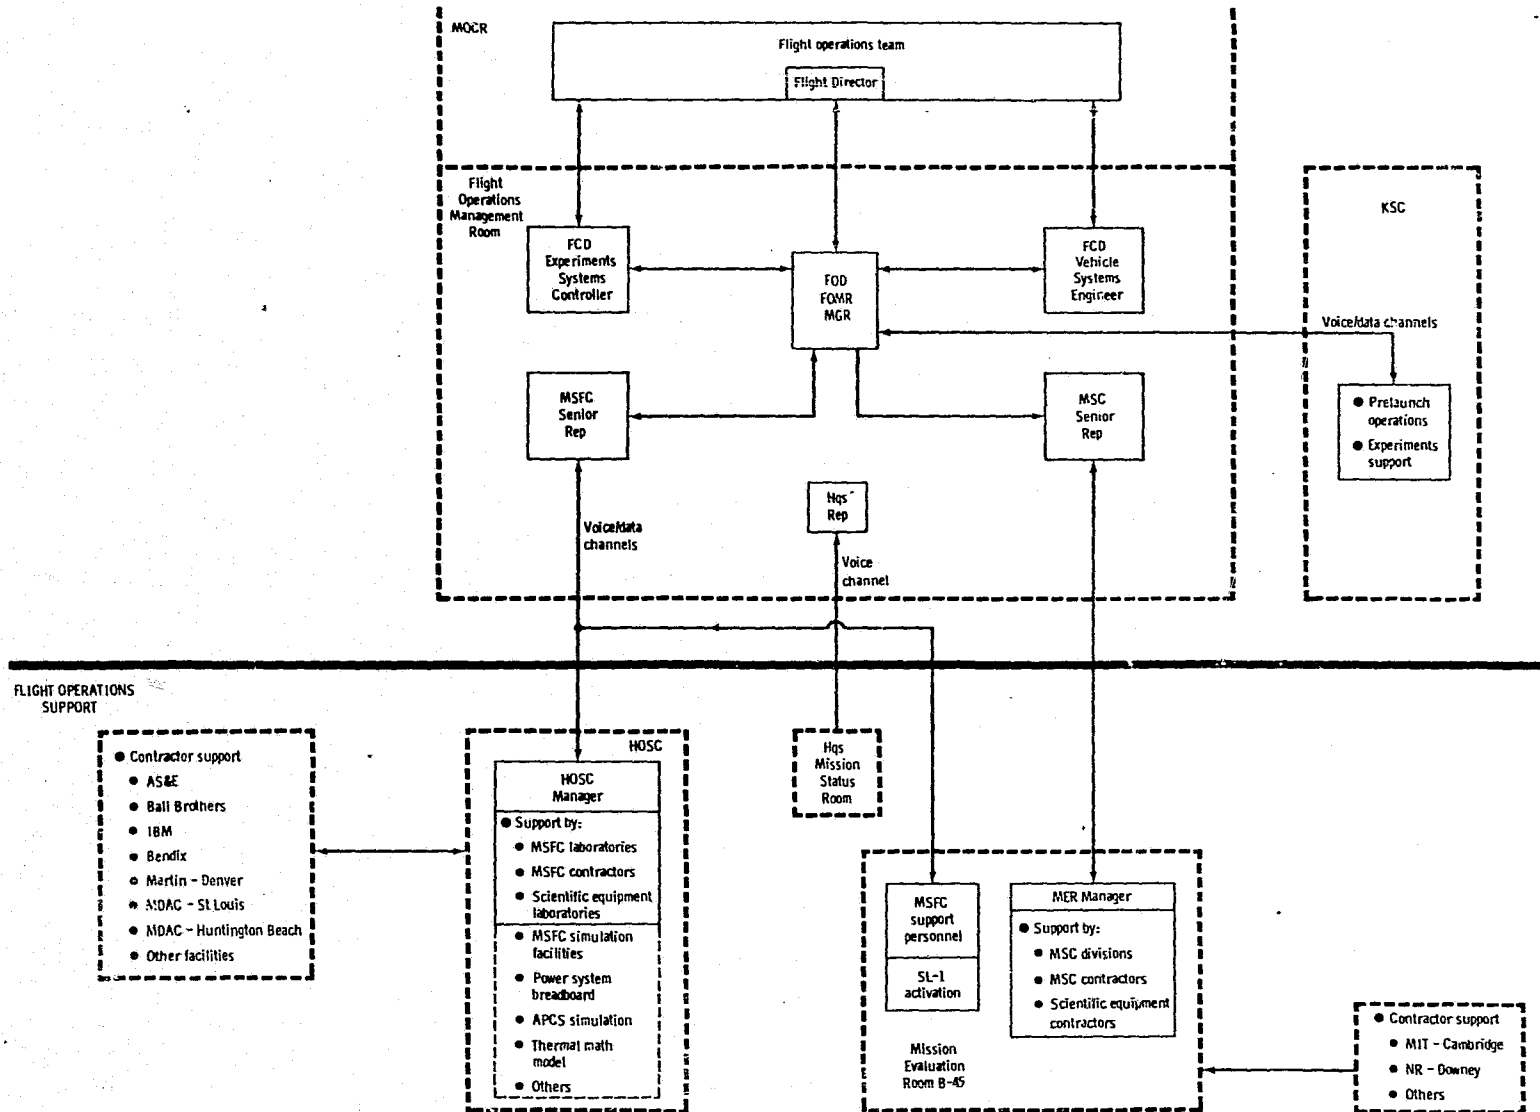 MOCR
Flight operations team
Flight Director
Flight
Operations
Management
Room
KSC
FCD
Experiments
Systems
Controller
FOD
FOMR
MGR
FCD
Vehicle
Systems
Engineer
Voice/data channels
MSFC
Senior
Rep
MSC
Senior
Rep
● Prelaunch
operations
● Experiments
support
Hqs
Rep
Voice/data
channels
Voice
channel
FLIGHT OPERATIONS
SUPPORT
● Contractor support
● AS&E
● Ball Brothers
● IBM
● Bendix
● Martin - Denver
● MDAC - St Louis
● MDAC - Huntington Beach
● Other facilities
HOSC
HOSC
Manager
● Support by:
● MSFC laboratories
● MSFC contractors
● Scientific equipment
laboratories
● MSFC simulation
facilities
● Power system
breadboard
● APCS simulation
● Thermal math
model
● Others
Hqs
Mission
Status
Room
MSFC
support
personnel
SL-1
activation
MER Manager
● Support by:
● MSC divisions
● MSC contractors
● Scientific equipment
contractors
Mission
Evaluation
Room B-45
● Contractor support
● MIT - Cambridge
● NR - Downey
● Others